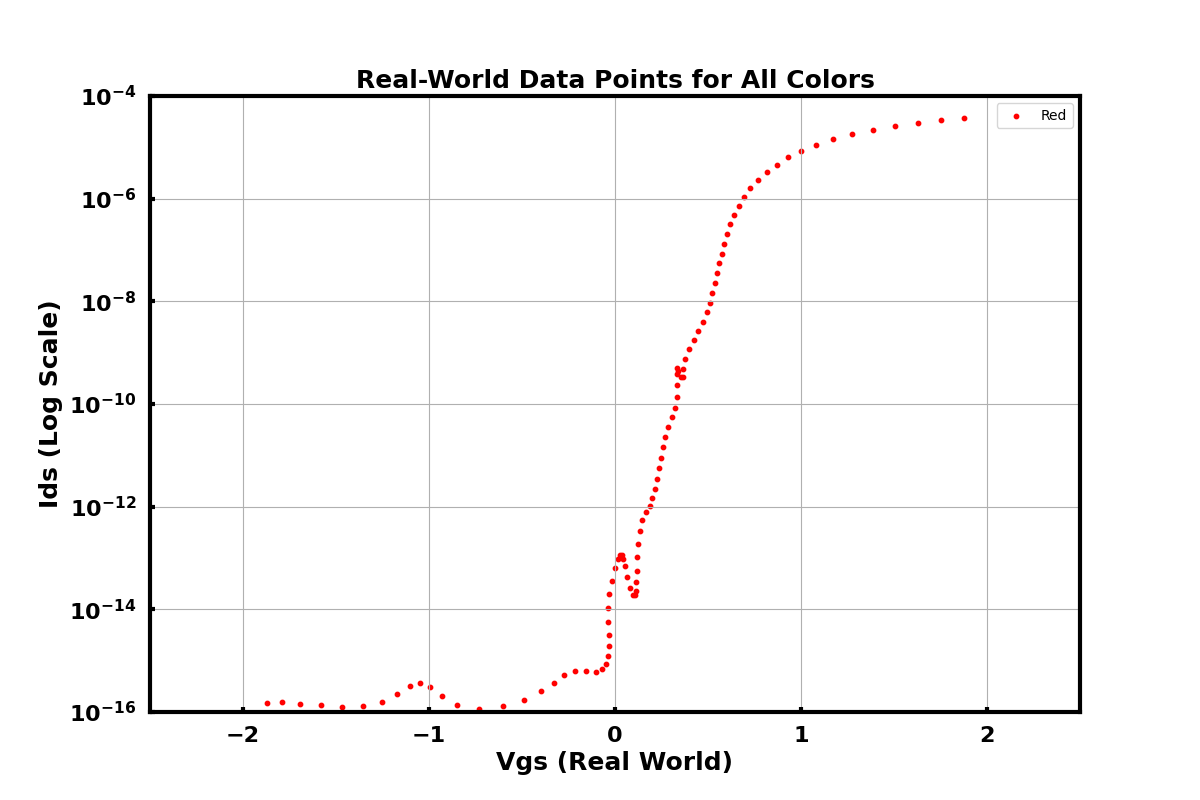 Real-World Data Points for All Colors
Red
Ids (Log Scale)
10⁻⁴
10⁻⁶
10⁻⁸
10⁻¹⁰
10⁻¹²
10⁻¹⁴
10⁻¹⁶
−2 −1 0 1 2
Vgs (Real World)